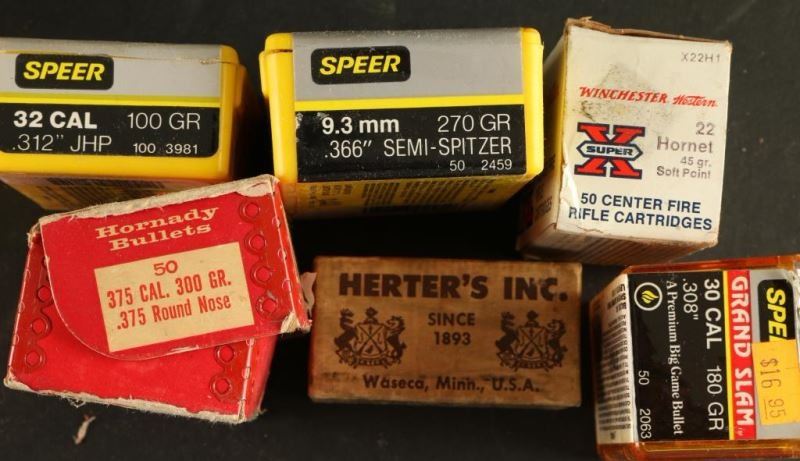 SPEER
32 CAL 100 GR
.312" JHP 100 3981
SPEER
9.3 mm 270 GR
.366" SEMI-SPITZER
50 2459
X22H1
WINCHESTER Western
SUPER X
22
Hornet
45 gr.
Soft Point
50 CENTER FIRE
RIFLE CARTRIDGES
Hornady
Bullets
50
375 CAL. 300 GR.
.375 Round Nose
HERTER'S INC.
SINCE
1893
Waseca, Minn., U.S.A.
SPE
GRAND SLAM
30 CAL 180 GR
.308"
A Premium Big Game Bullet
50 2063
$16.95